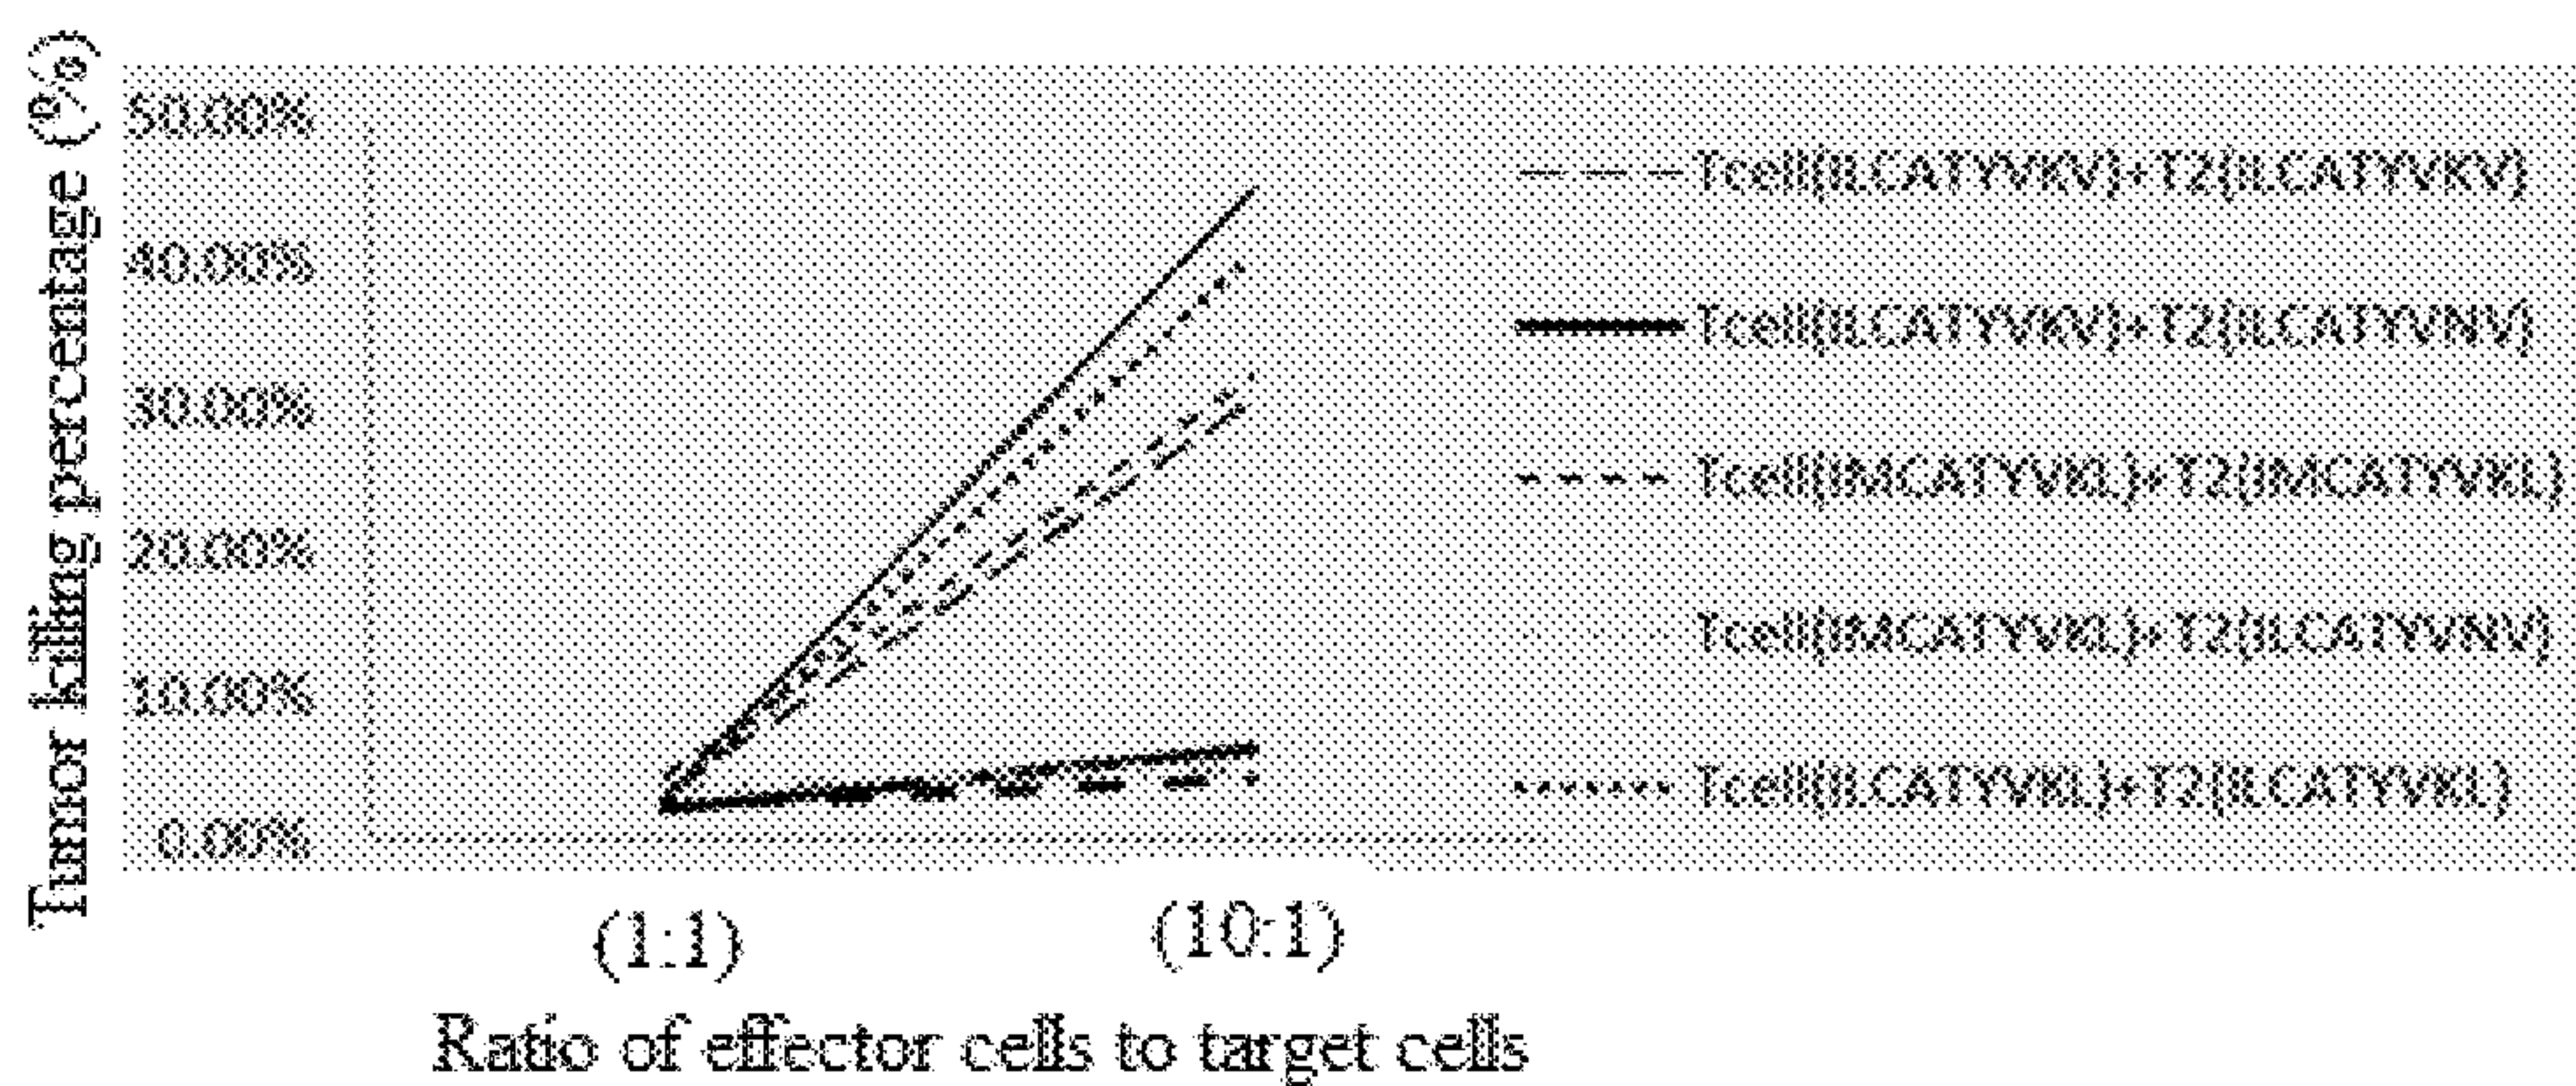 Tumor killing percentage (%)
50.00%
40.00%
30.00%
20.00%
10.00%
0.00%
(1:1)
(10:1)
Ratio of effector cells to target cells
Tcell(ILCATYVKV)+T2(ILCATYVKV)
Tcell(ILCATYVKV)+T2(ILCATYVNV)
Tcell(IMCATYVKL)+T2(IMCATYVKL)
Tcell(IMCATYVKL)+T2(ILCATYVNV)
Tcell(ILCATYVKL)+T2(ILCATYVKL)